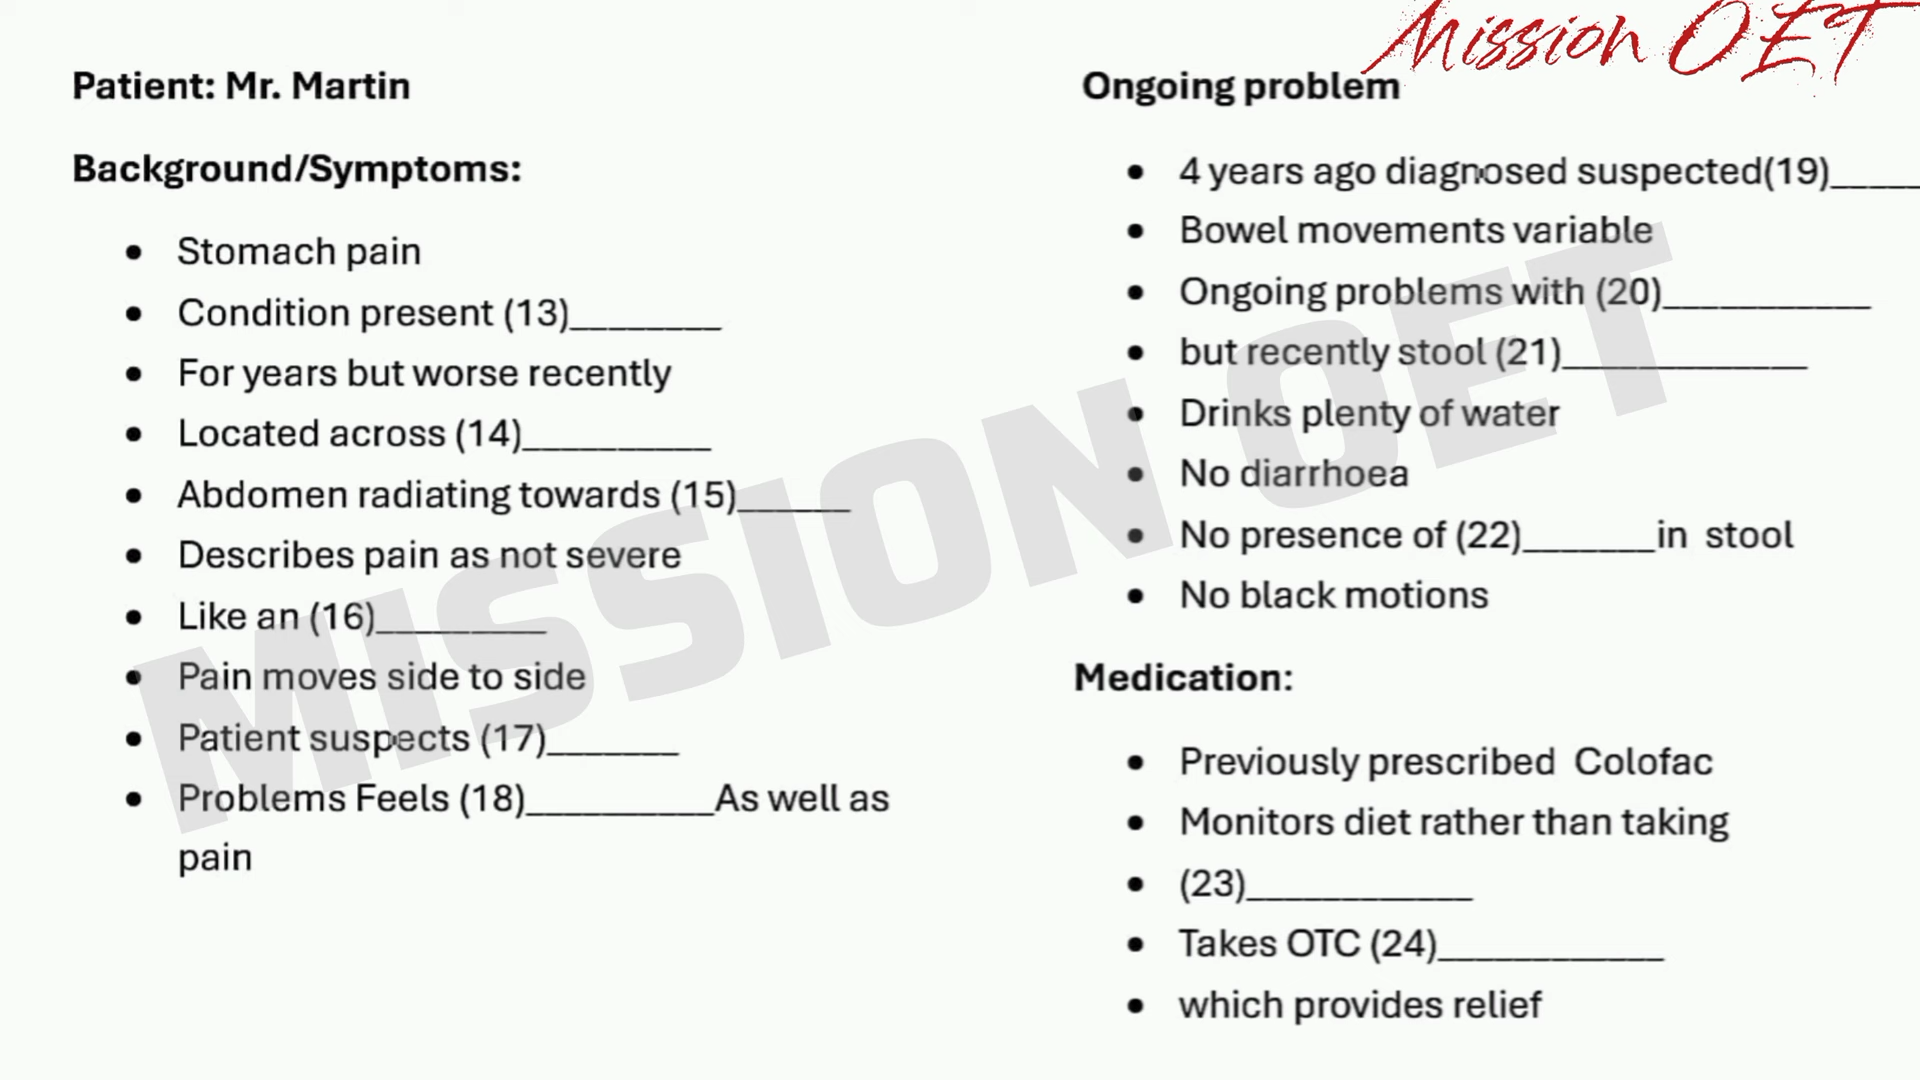 Mission OET
Patient: Mr. Martin
Background/Symptoms:
• Stomach pain
• Condition present (13)________
• For years but worse recently
• Located across (14)__________
• Abdomen radiating towards (15)______
• Describes pain as not severe
• Like an (16)_________
• Pain moves side to side
• Patient suspects (17)_______
• Problems Feels (18)__________As well as
pain
Ongoing problem
• 4 years ago diagnosed suspected(19)_____
• Bowel movements variable
• Ongoing problems with (20)___________
• but recently stool (21)_____________
• Drinks plenty of water
• No diarrhoea
• No presence of (22)_______in stool
• No black motions
Medication:
• Previously prescribed Colofac
• Monitors diet rather than taking
• (23)____________
• Takes OTC (24)____________
• which provides relief
MISSION OET